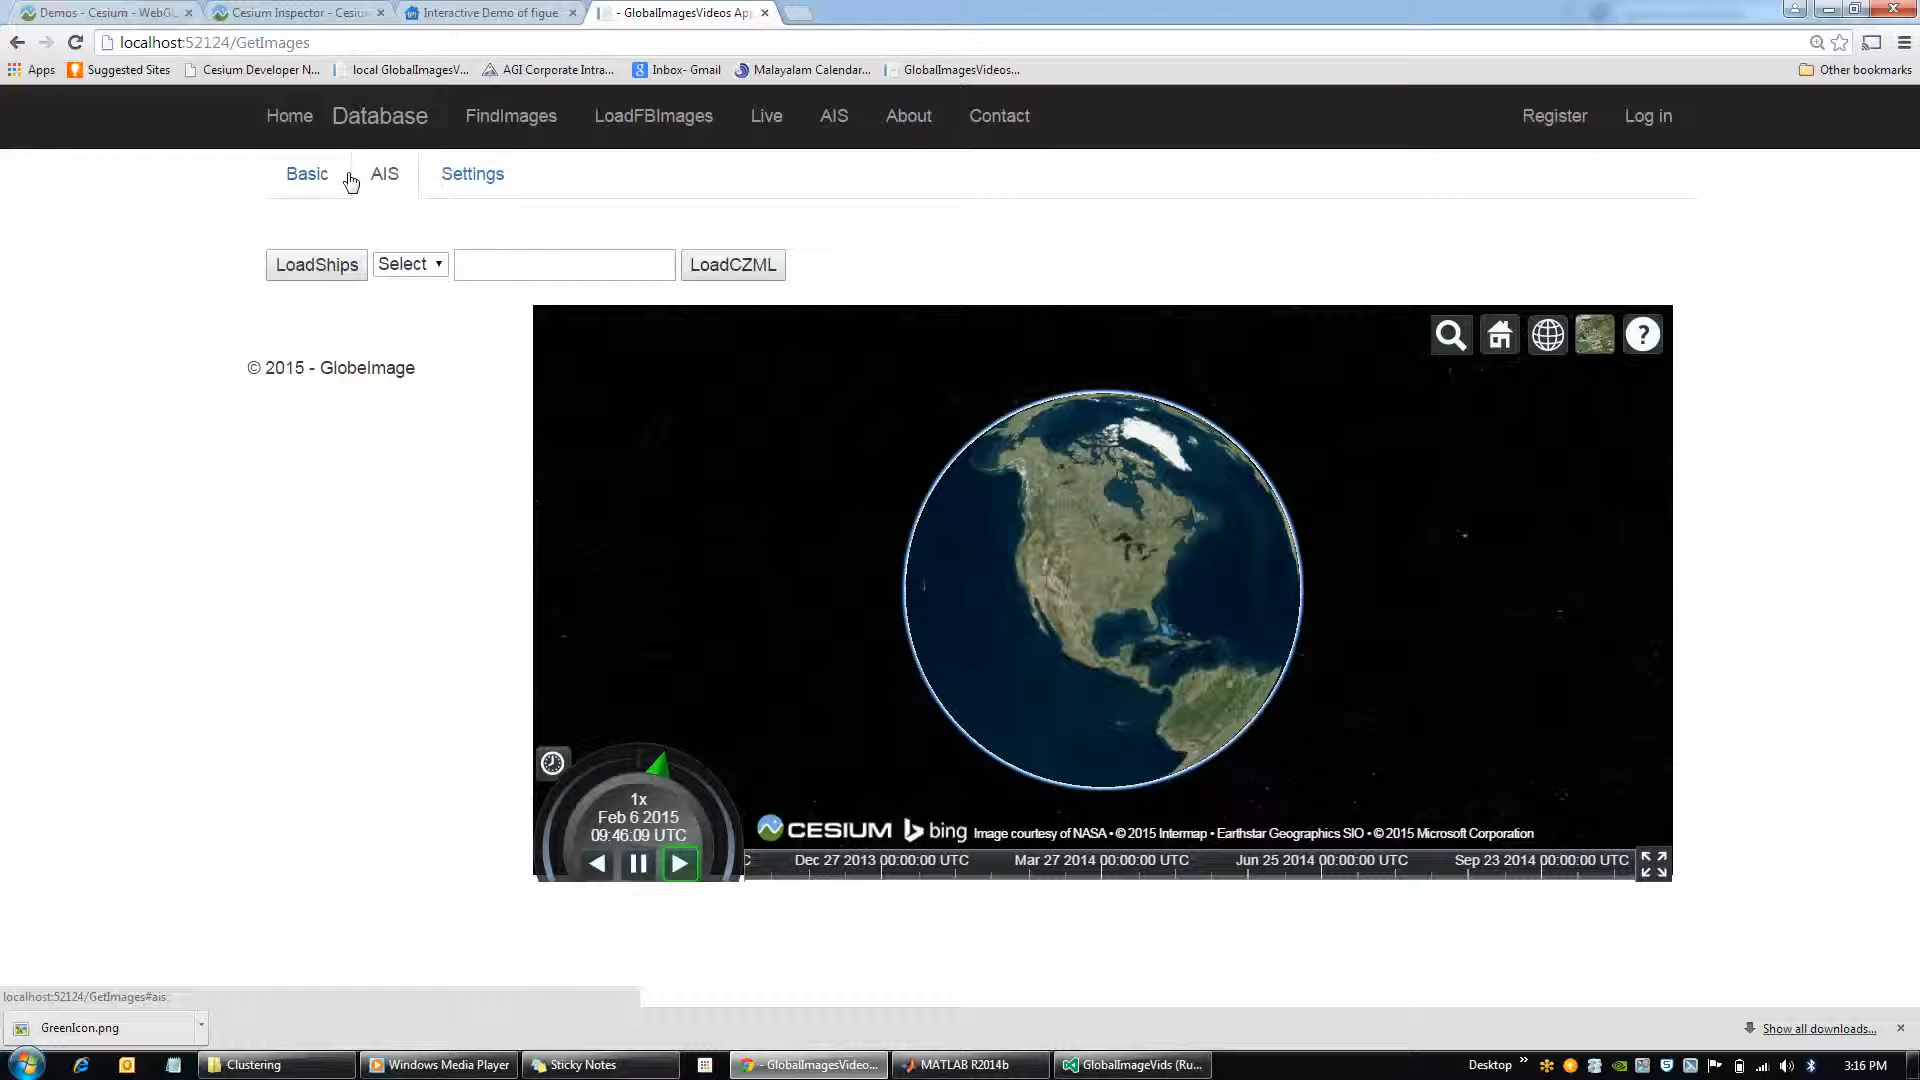 Demos - Cesium - WebG
Cesium Inspector - Cesiu
Interactive Demo of figue
- GlobalImagesVideos Ap
localhost:52124/GetImages
Apps
Suggested Sites
Cesium Developer N...
local GlobalImagesV...
AGI Corporate Intra...
Inbox- Gmail
Malayalam Calendar...
GlobalImagesVideos...
Other bookmarks
Home
Database
FindImages
LoadFBImages
Live
AIS
About
Contact
Register
Log in
Basic
AIS
Settings
LoadShips
Select
LoadCZML
© 2015 - GlobeImage
?
1x
Feb 6 2015
09:46:09 UTC
CESIUM
bing
Image courtesy of NASA • © 2015 Intermap • Earthstar Geographics SIO • © 2015 Microsoft Corporation
C
Dec 27 2013 00:00:00 UTC
Mar 27 2014 00:00:00 UTC
Jun 25 2014 00:00:00 UTC
Sep 23 2014 00:00:00 UTC
localhost:52124/GetImages#ais
GreenIcon.png
Show all downloads...
Clustering
Windows Media Player
Sticky Notes
- GlobalImagesVideo...
MATLAB R2014b
GlobalImageVids (Ru...
Desktop
3:16 PM